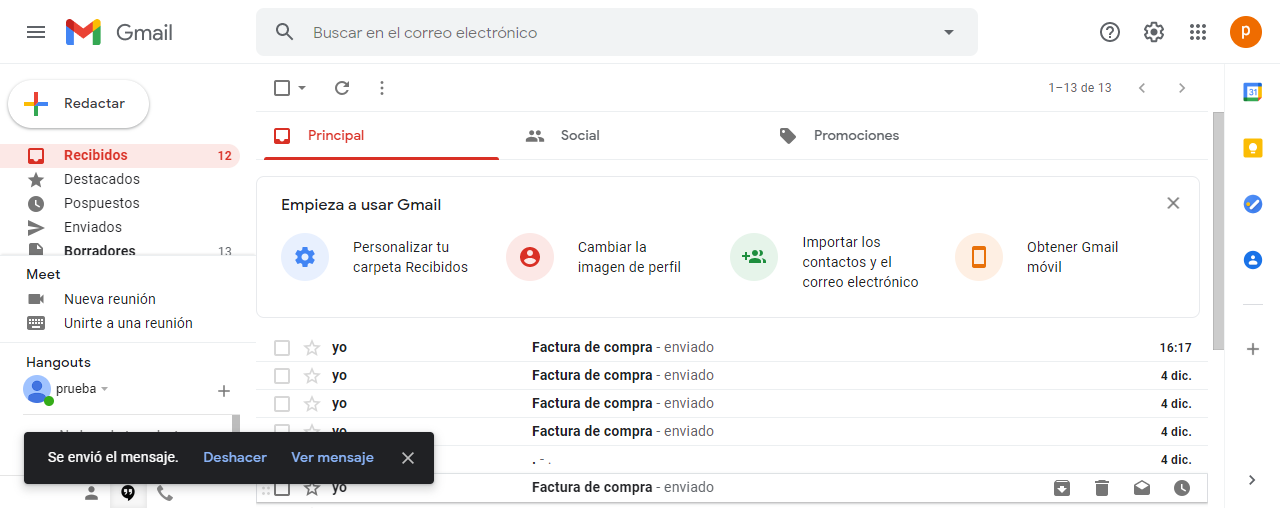 Gmail
Buscar en el correo electrónico
p
Redactar
1–13 de 13
31
Principal
Social
Promociones
Recibidos 12
Destacados
Pospuestos
Enviados
Borradores 13
Empieza a usar Gmail
Personalizar tu
carpeta Recibidos
Cambiar la
imagen de perfil
Importar los
contactos y el
correo electrónico
Obtener Gmail
móvil
Meet
Nueva reunión
Unirte a una reunión
Hangouts
prueba
yo Factura de compra - enviado 16:17
yo Factura de compra - enviado 4 dic.
yo Factura de compra - enviado 4 dic.
yo Factura de compra - enviado 4 dic.
. - . 4 dic.
yo Factura de compra - enviado
Se envió el mensaje. Deshacer Ver mensaje